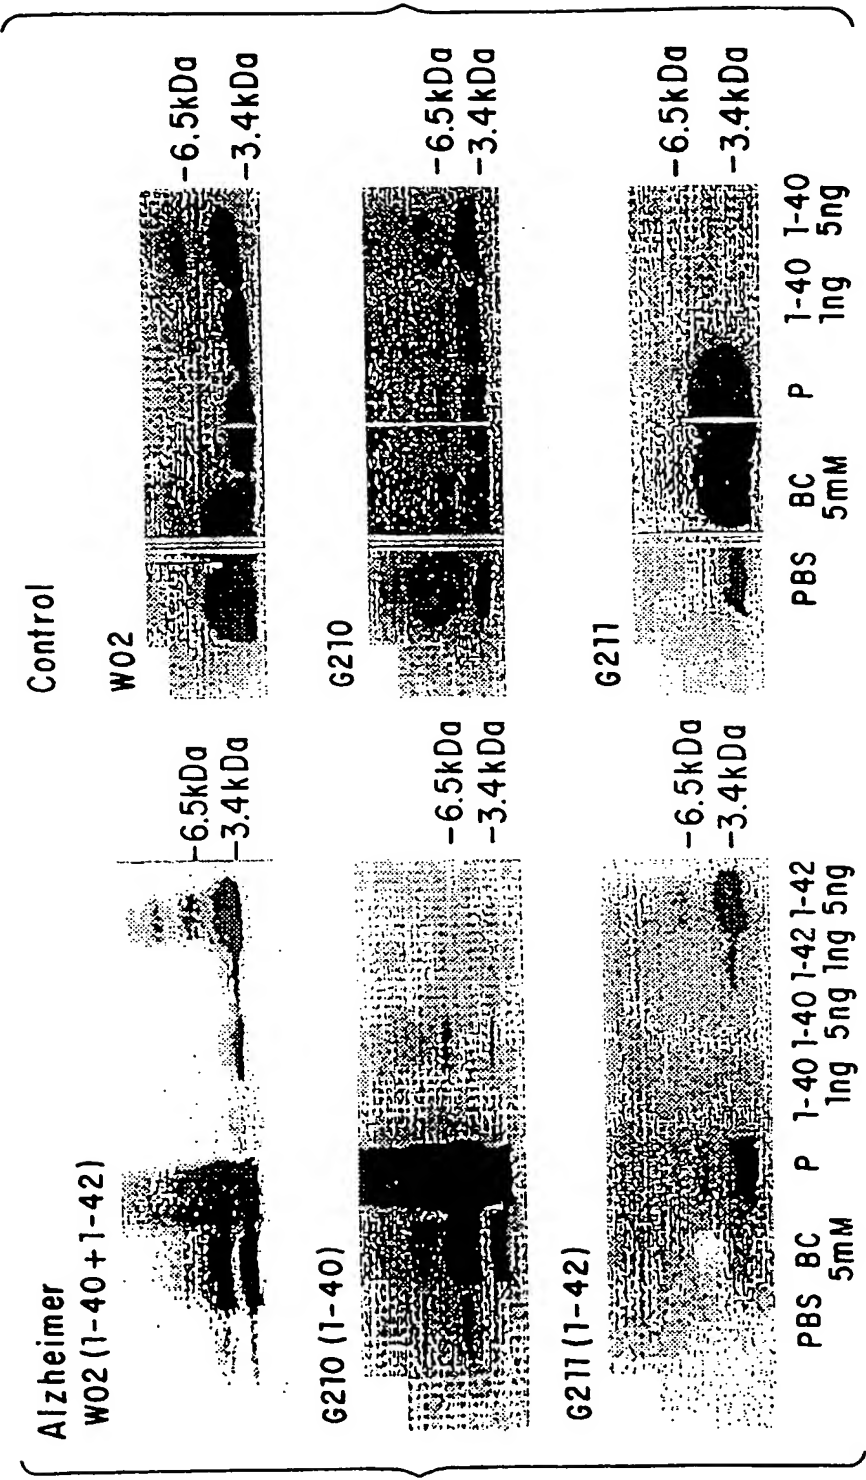 Alzheimer
W02 (1-40+1-42)
-6.5kDa
-3.4kDa
G210 (1-40)
-6.5kDa
-3.4kDa
G211 (1-42)
-6.5kDa
-3.4kDa
PBS BC P 1-40 1-40 1-42 1-42
5mM 1ng 5ng 1ng 5ng
Control
W02
-6.5kDa
-3.4kDa
G210
-6.5kDa
-3.4kDa
G211
-6.5kDa
-3.4kDa
PBS BC P 1-40 1-40
5mM 1ng 5ng